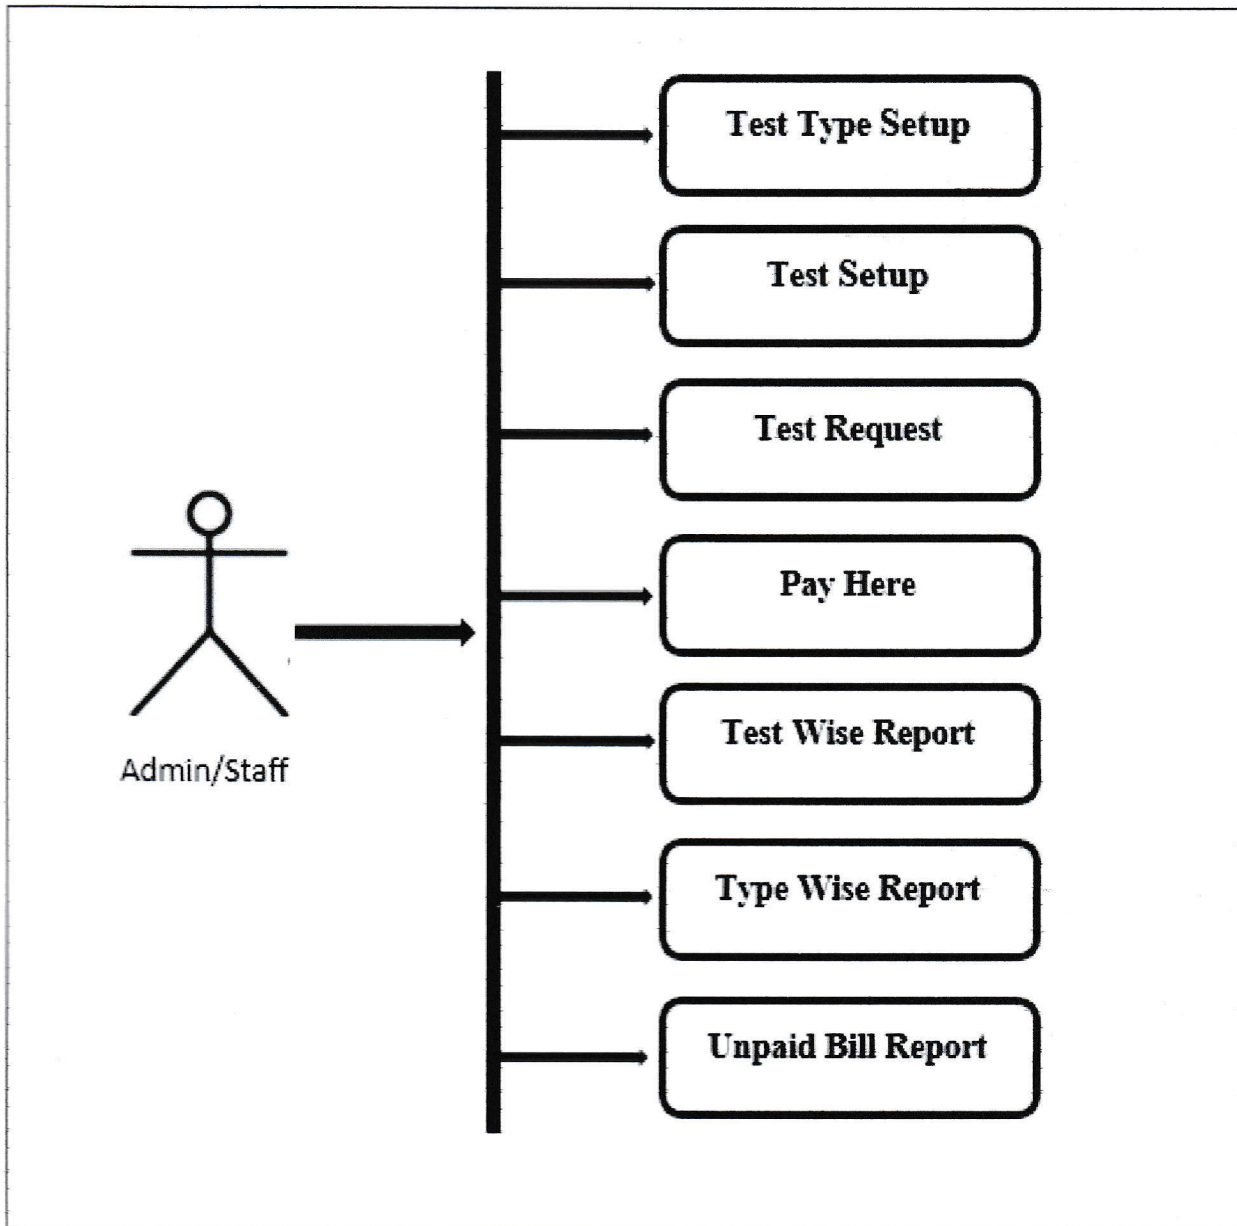 Test Type Setup
Test Setup
Test Request
Pay Here
Test Wise Report
Type Wise Report
Unpaid Bill Report
Admin/Staff